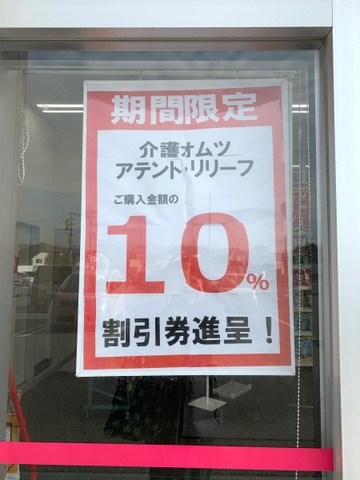 期間限定
介護オムツ
アテント・リリーフ
ご購入金額の
10%
割引券進呈！